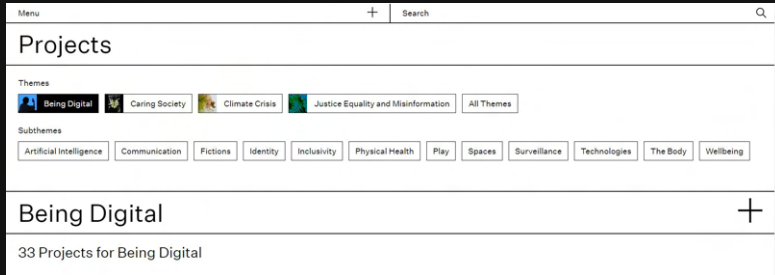 Menu Search
Projects
Themes
Being Digital Caring Society Climate Crisis Justice Equality and Misinformation All Themes
Subthemes
Artificial Intelligence Communication Fictions Identity Inclusivity Physical Health Play Spaces Surveillance Technologies The Body Wellbeing
Being Digital
33 Projects for Being Digital